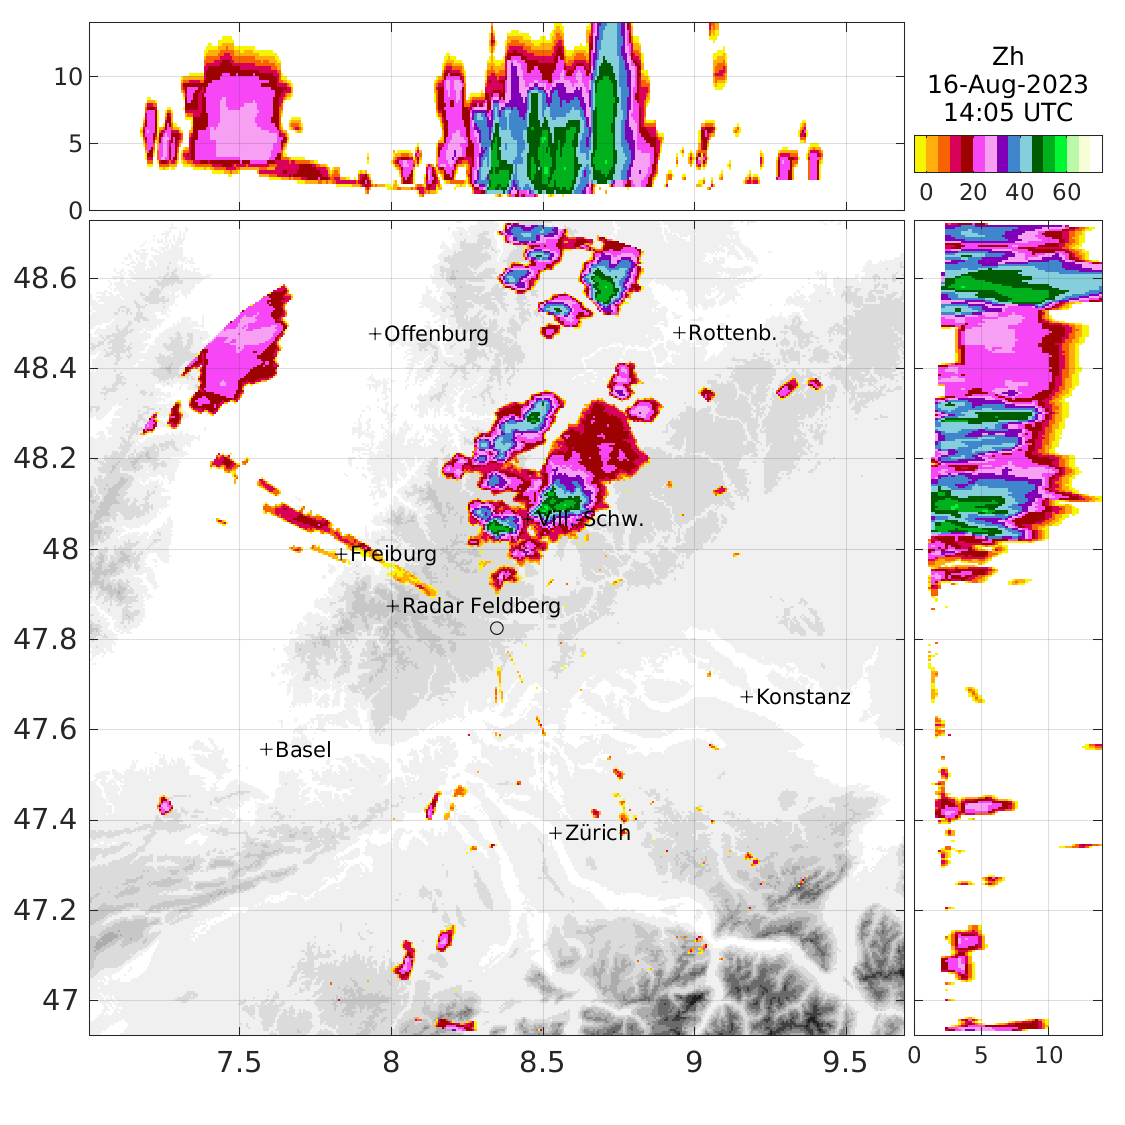 10
5
0
Zh
16-Aug-2023
14:05 UTC
0 20 40 60
48.6
48.4
48.2
48
47.8
47.6
47.4
47.2
47
+Offenburg
+Rottenb.
+Vill.-Schw.
+Freiburg
+Radar Feldberg
+Konstanz
+Basel
+Zürich
7.5 8 8.5 9 9.5
0 5 10